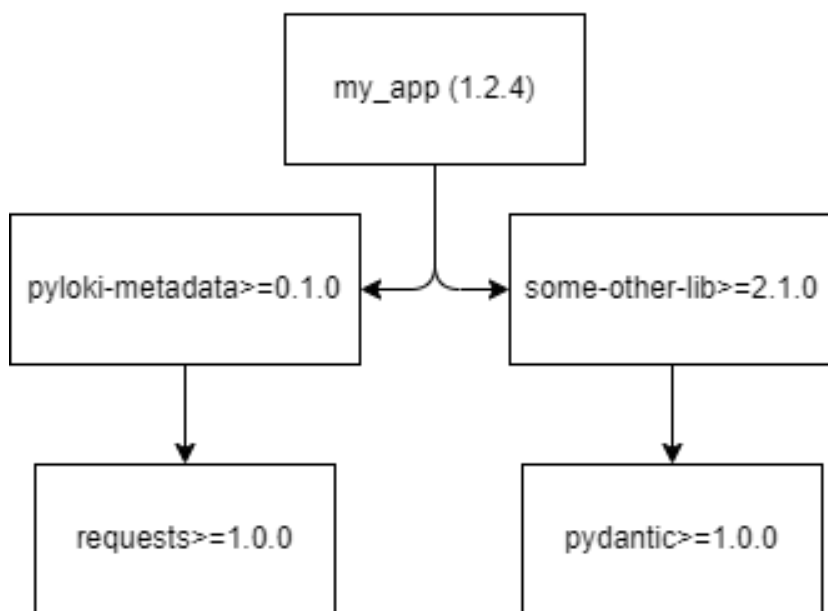 my_app (1.2.4)
pyloki-metadata>=0.1.0
some-other-lib>=2.1.0
requests>=1.0.0
pydantic>=1.0.0